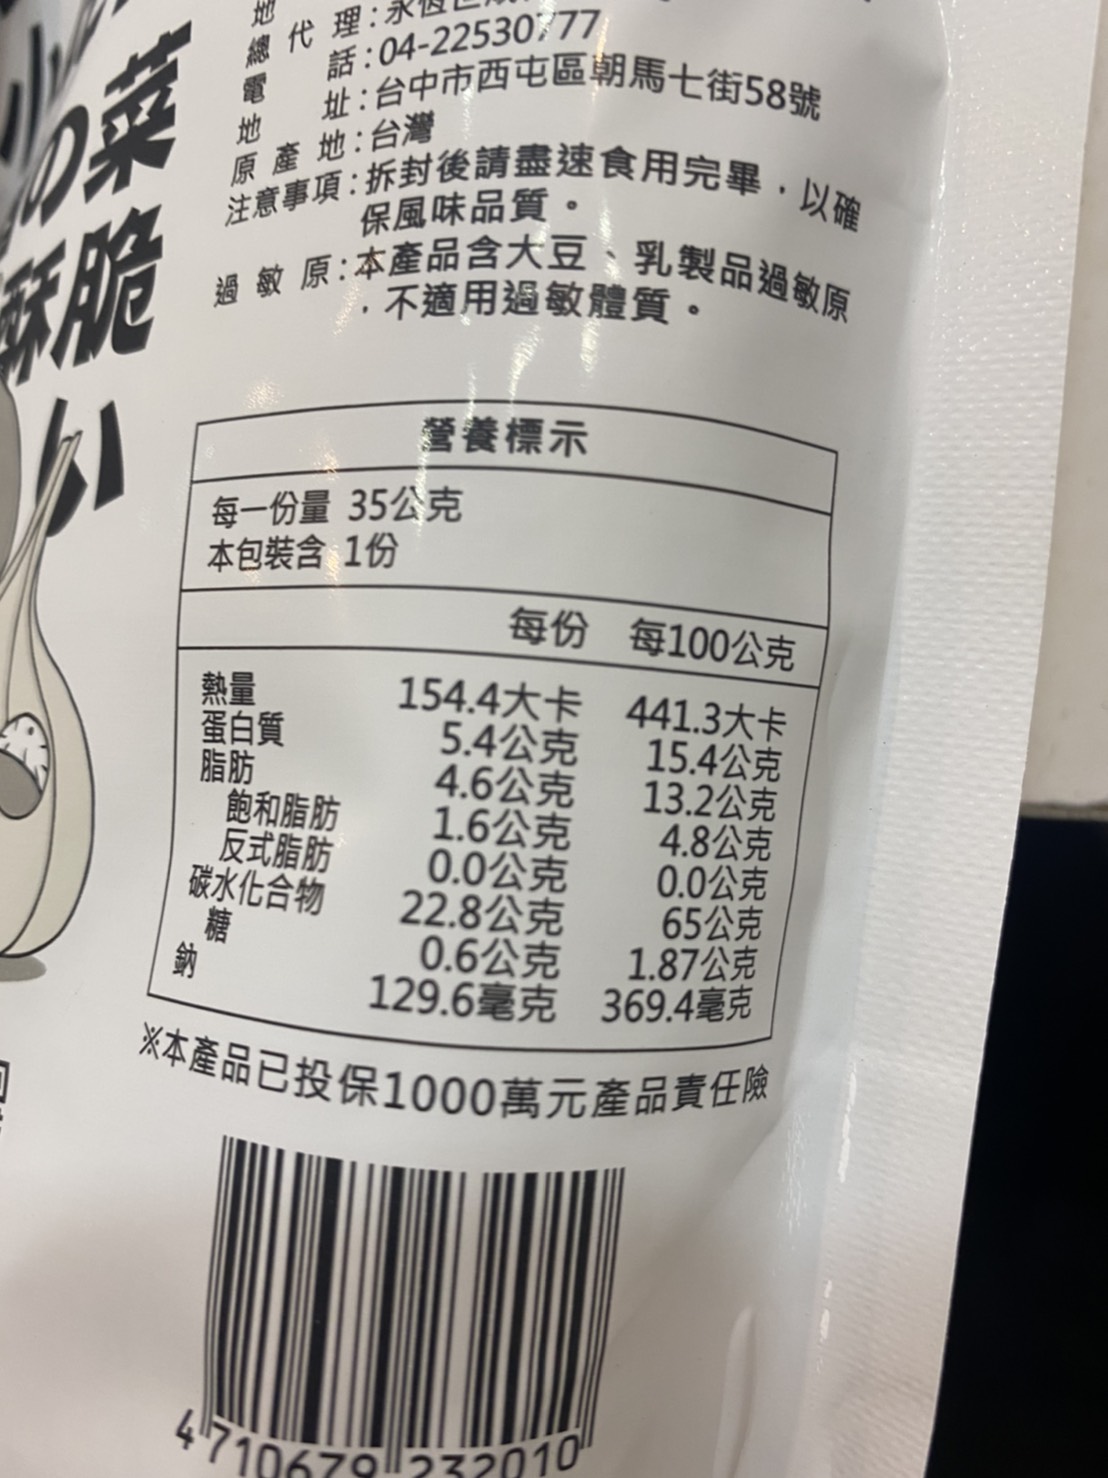 の菜
酥脆
い
地
總代理:永恆
電話:04-22530777
地址:台中市西屯區朝馬七街58號
原產地:台灣
注意事項:拆封後請盡速食用完畢，以確
保風味品質。
過敏原:本產品含大豆、乳製品過敏原
，不適用過敏體質。
營養標示
每一份量 35公克
本包裝含 1份
每份 每100公克
熱量 154.4大卡 441.3大卡
蛋白質 5.4公克 15.4公克
脂肪 4.6公克 13.2公克
飽和脂肪 1.6公克 4.8公克
反式脂肪 0.0公克 0.0公克
碳水化合物 22.8公克 65公克
糖 0.6公克 1.87公克
鈉 129.6毫克 369.4毫克
※本產品已投保1000萬元產品責任險
4 710679 232010